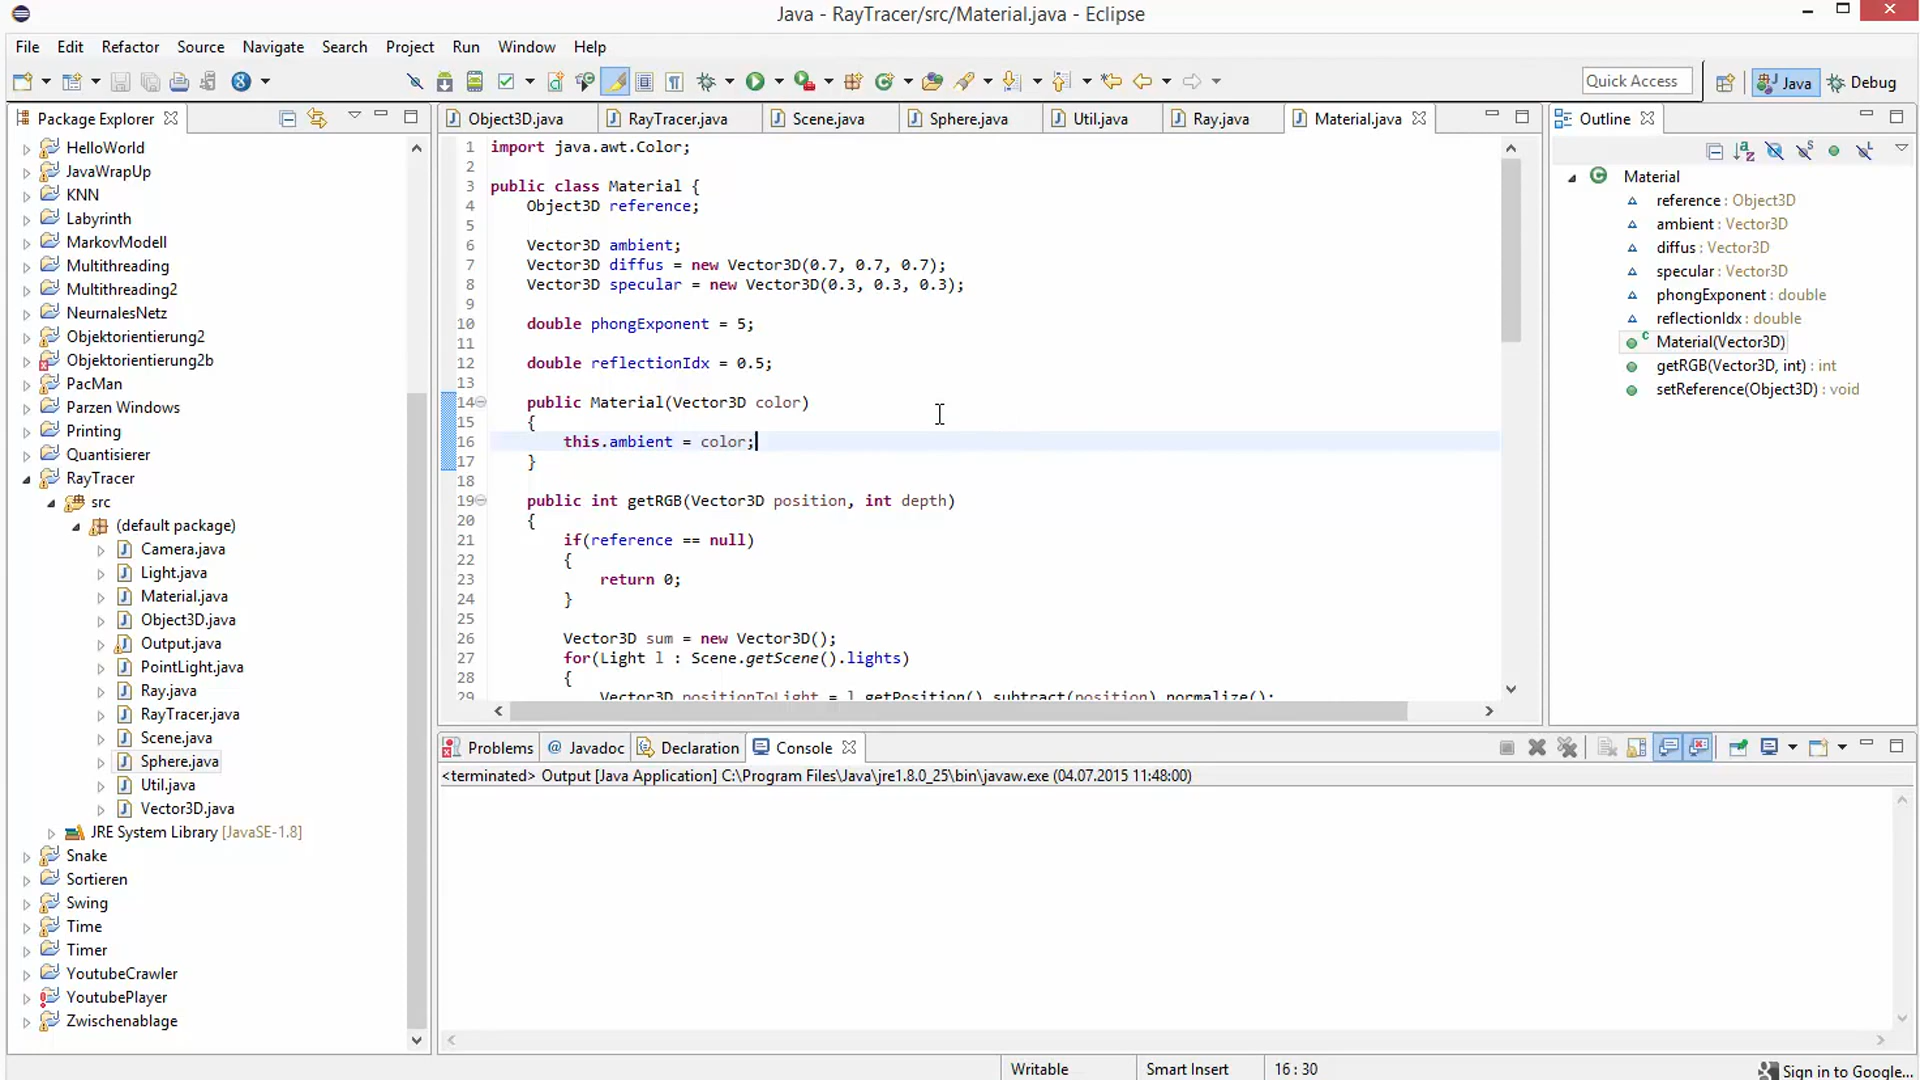 Java - RayTracer/src/Material.java - Eclipse
File Edit Refactor Source Navigate Search Project Run Window Help
Quick Access
Java
Debug
Package Explorer
HelloWorld
JavaWrapUp
KNN
Labyrinth
MarkovModell
Multithreading
Multithreading2
NeurnalesNetz
Objektorientierung2
Objektorientierung2b
PacMan
Parzen Windows
Printing
Quantisierer
RayTracer
src
(default package)
Camera.java
Light.java
Material.java
Object3D.java
Output.java
PointLight.java
Ray.java
RayTracer.java
Scene.java
Sphere.java
Util.java
Vector3D.java
JRE System Library [JavaSE-1.8]
Snake
Sortieren
Swing
Time
Timer
YoutubeCrawler
YoutubePlayer
Zwischenablage
Object3D.java RayTracer.java Scene.java Sphere.java Util.java Ray.java Material.java
1 import java.awt.Color;
2
3 public class Material {
4 Object3D reference;
5
6 Vector3D ambient;
7 Vector3D diffus = new Vector3D(0.7, 0.7, 0.7);
8 Vector3D specular = new Vector3D(0.3, 0.3, 0.3);
9
10 double phongExponent = 5;
11
12 double reflectionIdx = 0.5;
13
14 public Material(Vector3D color)
15 {
16 this.ambient = color;
17 }
18
19 public int getRGB(Vector3D position, int depth)
20 {
21 if(reference == null)
22 {
23 return 0;
24 }
25
26 Vector3D sum = new Vector3D();
27 for(Light l : Scene.getScene().lights)
28 {
29 Vector3D positionToLight = l.getPosition().subtract(position).normalize();
Outline
Material
reference : Object3D
ambient : Vector3D
diffus : Vector3D
specular : Vector3D
phongExponent : double
reflectionIdx : double
Material(Vector3D)
getRGB(Vector3D, int) : int
setReference(Object3D) : void
Problems @ Javadoc Declaration Console
<terminated> Output [Java Application] C:\Program Files\Java\jre1.8.0_25\bin\javaw.exe (04.07.2015 11:48:00)
Writable Smart Insert 16 : 30
Sign in to Google...